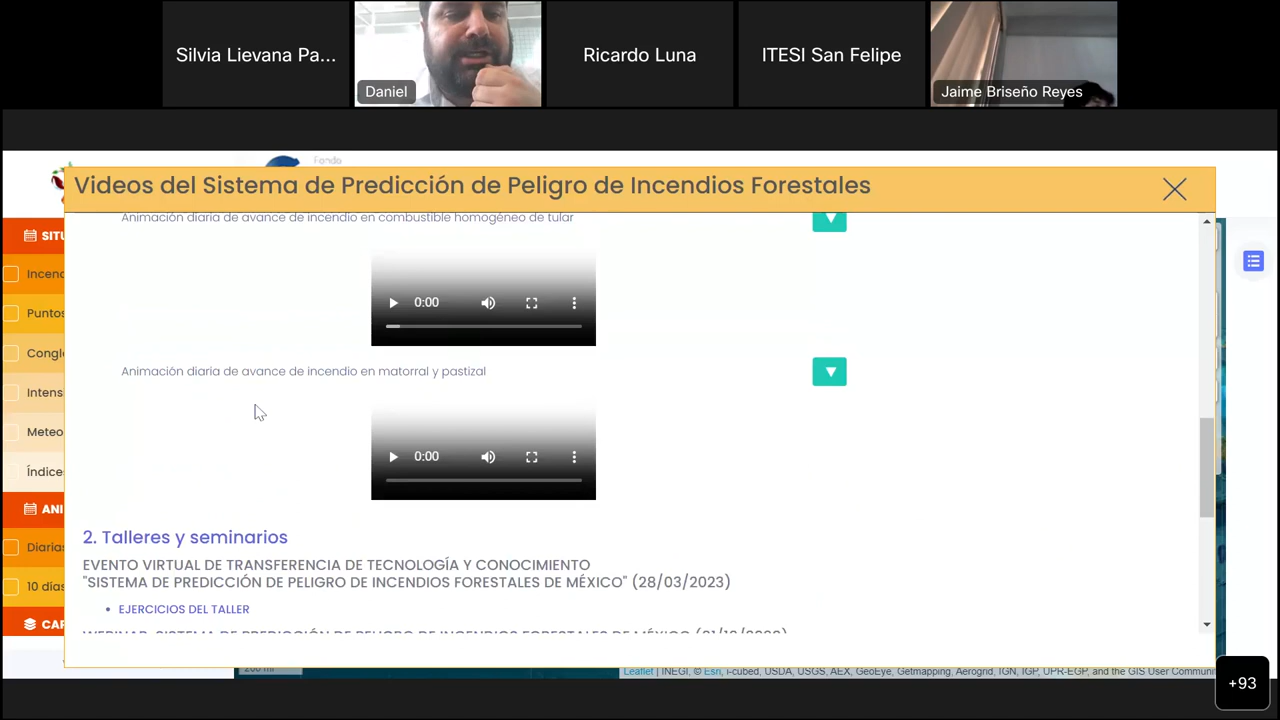 Silvia Lievana Pa...
Daniel
Ricardo Luna
ITESI San Felipe
Jaime Briseño Reyes
Fondo
Videos del Sistema de Predicción de Peligro de Incendios Forestales
Animación diaria de avance de incendio en combustible homogéneo de tular
0:00
Animación diaria de avance de incendio en matorral y pastizal
0:00
2. Talleres y seminarios
EVENTO VIRTUAL DE TRANSFERENCIA DE TECNOLOGÍA Y CONOCIMIENTO
"SISTEMA DE PREDICCIÓN DE PELIGRO DE INCENDIOS FORESTALES DE MÉXICO" (28/03/2023)
• EJERCICIOS DEL TALLER
SITU
Incend
Puntos
Congl
Intens
Meteo
Índices
ANI
Diarias
10 días
CAP
Leaflet | INEGI, © Esri, i-cubed, USDA, USGS, AEX, GeoEye, Getmapping, Aerogrid, IGN, IGP, UPR-EGP, and the GIS User Communi
+93